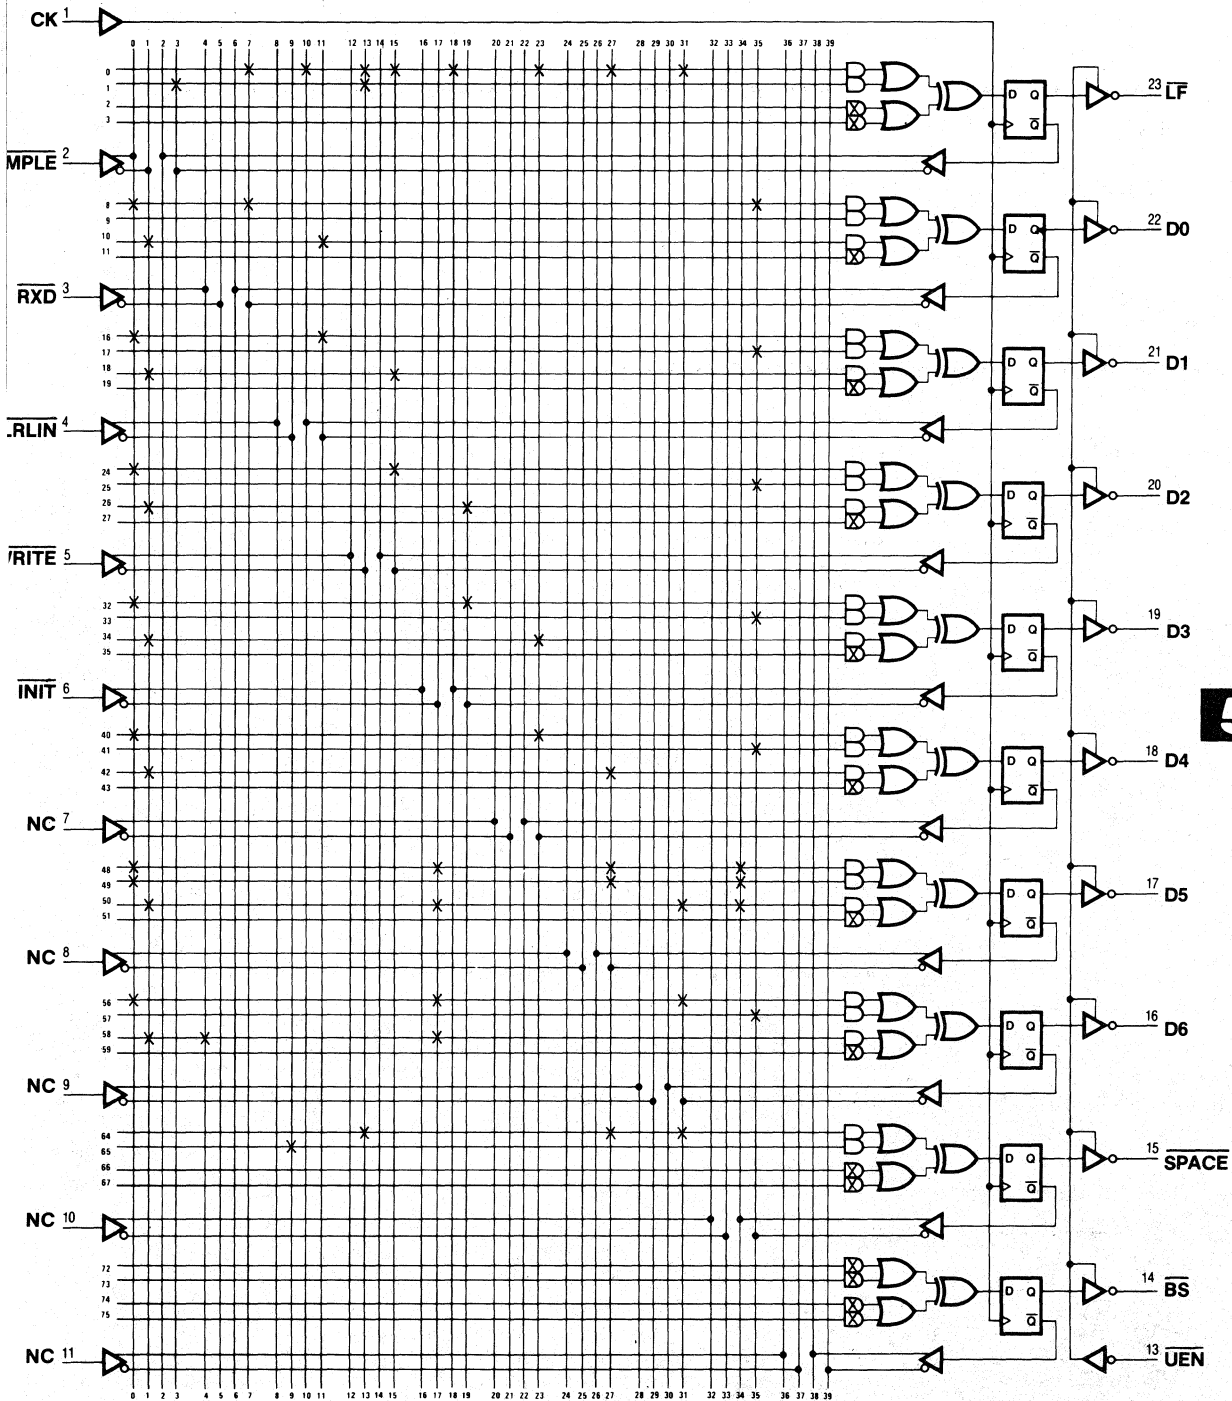 CK 1
0 1 2 3 4 5 6 7 8 9 10 11 12 13 14 15 16 17 18 19 20 21 22 23 24 25 26 27 28 29 30 31 32 33 34 35 36 37 38 39
0
1
2
3
D Q
Q
23 LF
MPLE 2
8
9
10
11
D Q
Q
22 D0
RXD 3
16
17
18
19
D Q
Q
21 D1
RLIN 4
24
25
26
27
D Q
Q
20 D2
RITE 5
32
33
34
35
D Q
Q
19 D3
INIT 6
40
41
42
43
D Q
Q
18 D4
NC 7
48
49
50
51
D Q
Q
17 D5
NC 8
56
57
58
59
D Q
Q
16 D6
NC 9
64
65
66
67
D Q
Q
15 SPACE
NC 10
72
73
74
75
D Q
Q
14 BS
NC 11
13 UEN
0 1 2 3 4 5 6 7 8 9 10 11 12 13 14 15 16 17 18 19 20 21 22 23 24 25 26 27 28 29 30 31 32 33 34 35 36 37 38 39